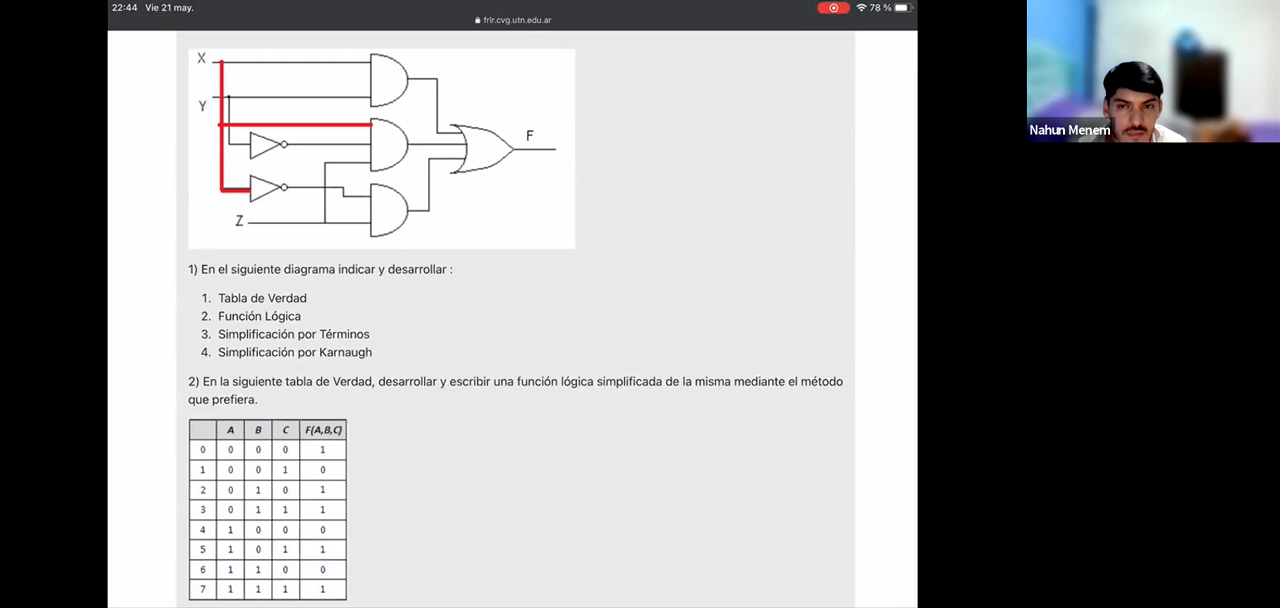 22:44 Vie 21 may.
78 %
frlr.cvg.utn.edu.ar
X
Y
F
Z
Nahun Menem
1) En el siguiente diagrama indicar y desarrollar :
1. Tabla de Verdad
2. Función Lógica
3. Simplificación por Términos
4. Simplificación por Karnaugh
2) En la siguiente tabla de Verdad, desarrollar y escribir una función lógica simplificada de la misma mediante el método
que prefiera.
A B C F(A,B,C)
0 0 0 0 1
1 0 0 1 0
2 0 1 0 1
3 0 1 1 1
4 1 0 0 0
5 1 0 1 1
6 1 1 0 0
7 1 1 1 1